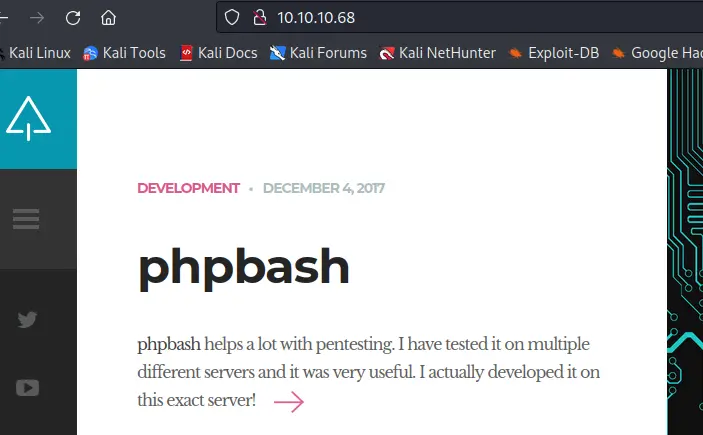 10.10.10.68
Kali Linux Kali Tools Kali Docs Kali Forums Kali NetHunter Exploit-DB Google Hac
DEVELOPMENT • DECEMBER 4, 2017
phpbash
phpbash helps a lot with pentesting. I have tested it on multiple
different servers and it was very useful. I actually developed it on
this exact server!